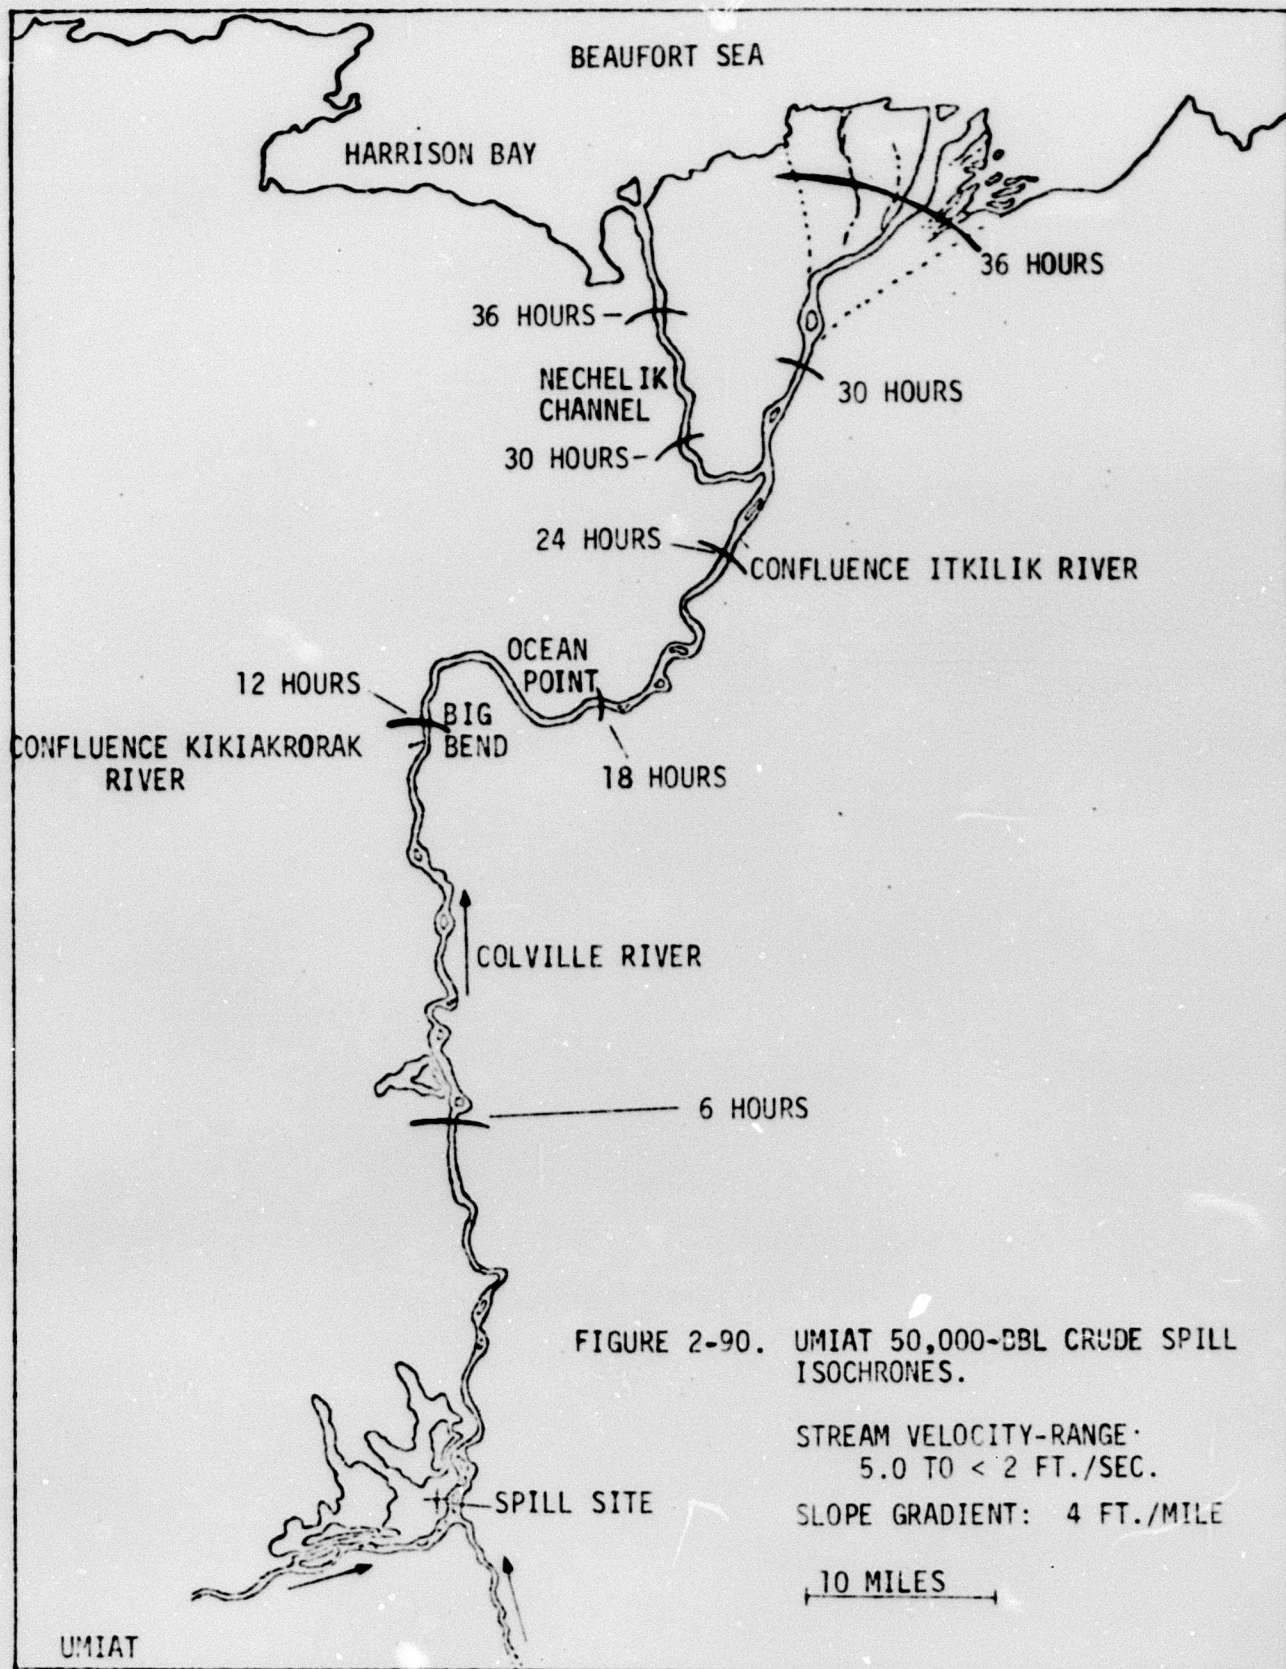 BEAUFORT SEA
HARRISON BAY
36 HOURS
36 HOURS
NECHELIK
CHANNEL
30 HOURS
30 HOURS
24 HOURS
CONFLUENCE ITKILIK RIVER
OCEAN
POINT
12 HOURS
BIG
BEND
CONFLUENCE KIKIAKRORAK
RIVER
18 HOURS
COLVILLE RIVER
6 HOURS
FIGURE 2-90. UMIAT 50,000-BBL CRUDE SPILL
ISOCHRONES.
STREAM VELOCITY-RANGE:
5.0 TO < 2 FT./SEC.
SPILL SITE
SLOPE GRADIENT: 4 FT./MILE
10 MILES
UMIAT